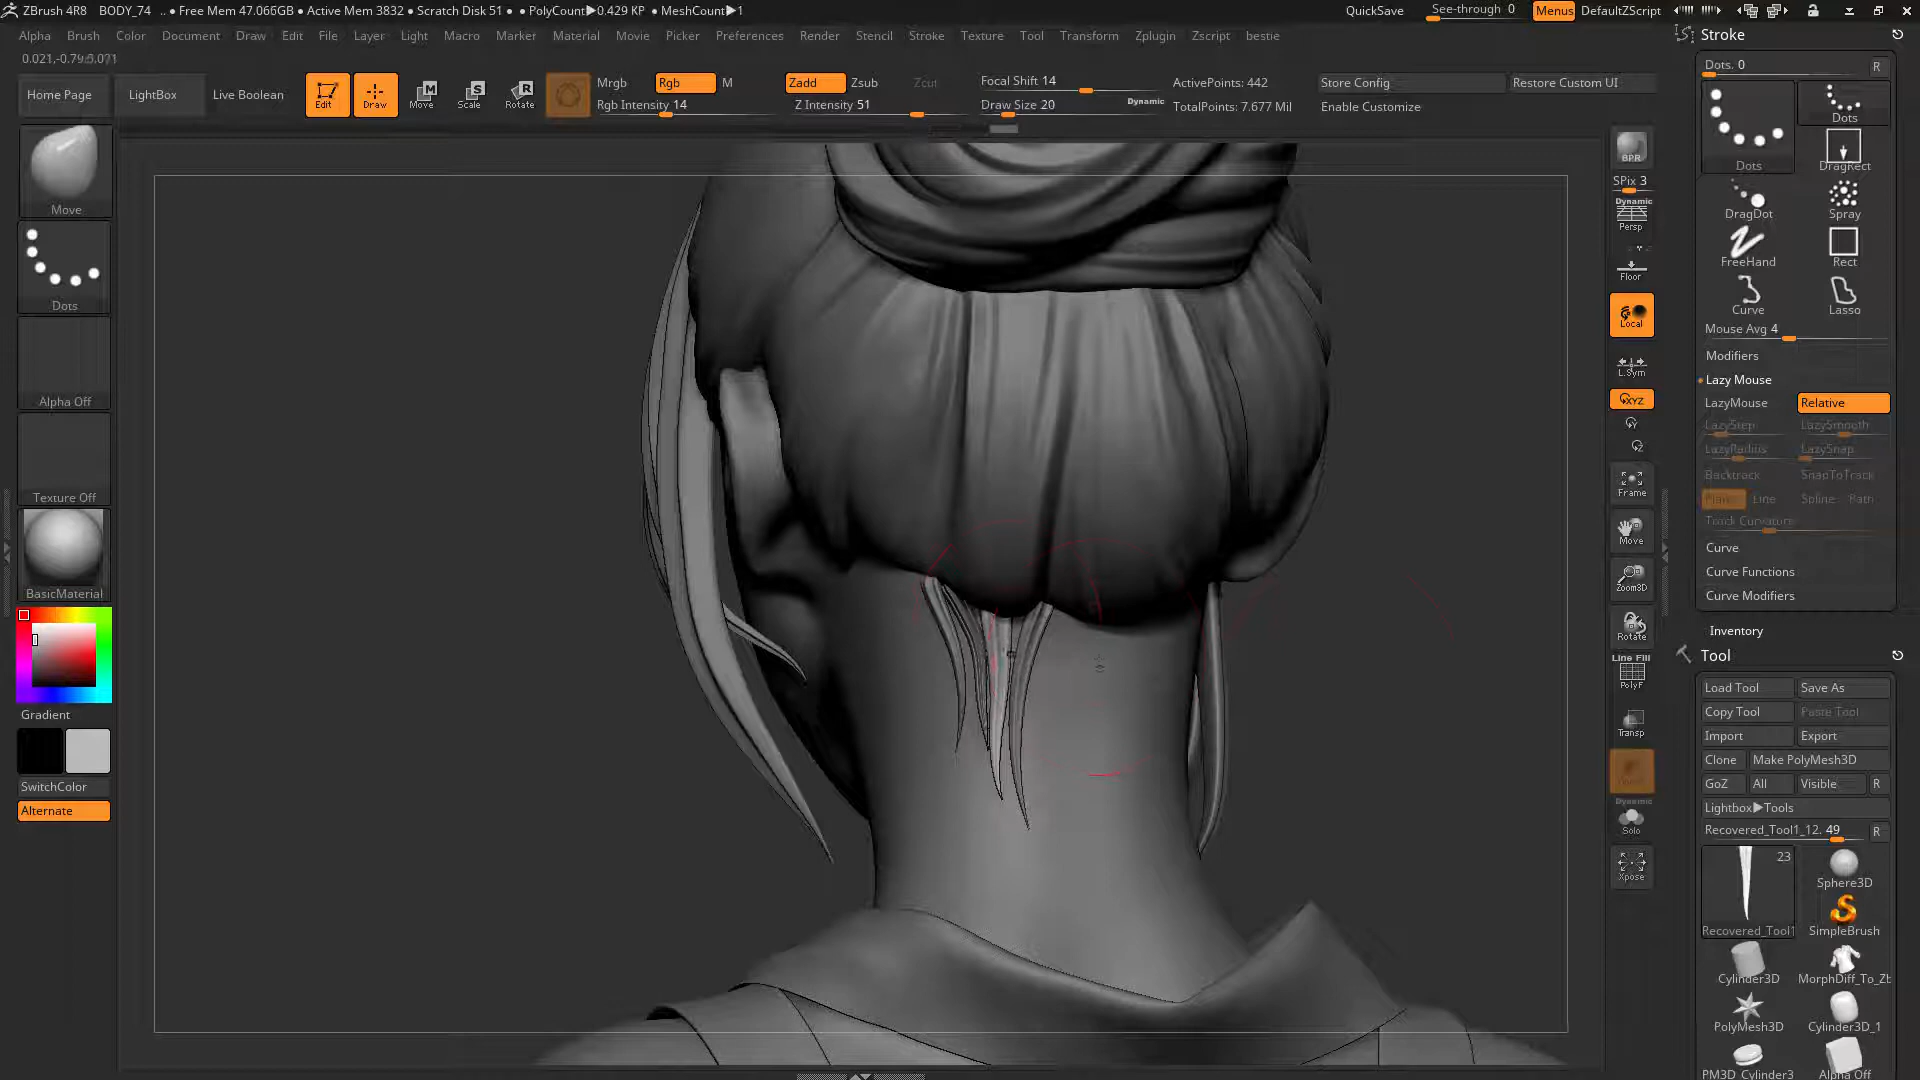 ZBrush 4R8 BODY_74 .. • Free Mem 47.066GB • Active Mem 3832 • Scratch Disk 51 • • PolyCount▶0.429 KP • MeshCount▶1
QuickSave See-through 0 Menus DefaultZScript
Alpha Brush Color Document Draw Edit File Layer Light Macro Marker Material Movie Picker Preferences Render Stencil Stroke Texture Tool Transform Zplugin Zscript bestie
Home Page LightBox Live Boolean Edit Draw Move Scale Rotate
Mrgb Rgb M Zadd Zsub Zcut
Rgb Intensity 14 Z Intensity 51
Focal Shift 14
Draw Size 20 Dynamic
ActivePoints: 442
TotalPoints: 7.677 Mil
Store Config Restore Custom UI
Enable Customize
Move
Dots
Alpha Off
Texture Off
BasicMaterial
Gradient
SwitchColor
Alternate
BPR
SPix 3
Dynamic
Persp
Floor
Local
L.Sym
XYZ
Frame
Move
Zoom3D
Rotate
Line Fill
PolyF
Transp
Dynamic
Solo
Xpose
Stroke
Dots. 0 R
Dots Dots
DragRect
DragDot Spray
FreeHand Rect
Curve Lasso
Mouse Avg 4
Modifiers
Lazy Mouse
LazyMouse Relative
LazyStep LazySmooth
LazyRadius LazySnap
Backtrack SnapToTrack
Line Spline Path
Track Curvature
Curve
Curve Functions
Curve Modifiers
Inventory
Tool
Load Tool Save As
Copy Tool Paste Tool
Import Export
Clone Make PolyMesh3D
GoZ All Visible R
Lightbox▶Tools
Recovered_Tool1_12. 49 R
23
Recovered_Tool1 Sphere3D
SimpleBrush
Cylinder3D MorphDiff_To_Zb
PolyMesh3D Cylinder3D_1
PM3D_Cylinder3 Alpha Off